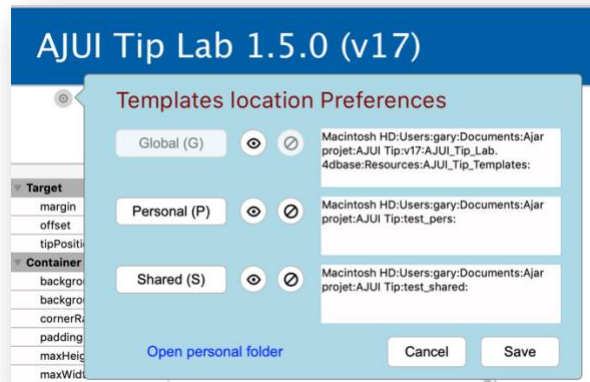 AJUI Tip Lab 1.5.0 (v17)
Templates location Preferences
Global (G)
Macintosh HD:Users:gary:Documents:Ajar
projet:AJUI Tip:v17:AJUI_Tip_Lab.
4dbase:Resources:AJUI_Tip_Templates:
Personal (P)
Macintosh HD:Users:gary:Documents:Ajar
projet:AJUI Tip:test_pers:
Shared (S)
Macintosh HD:Users:gary:Documents:Ajar
projet:AJUI Tip:test_shared:
Open personal folder
Cancel
Save
Target
margin
offset
tipPositi
Container
backgro
backgro
cornerRa
padding
maxHeig
maxWidt